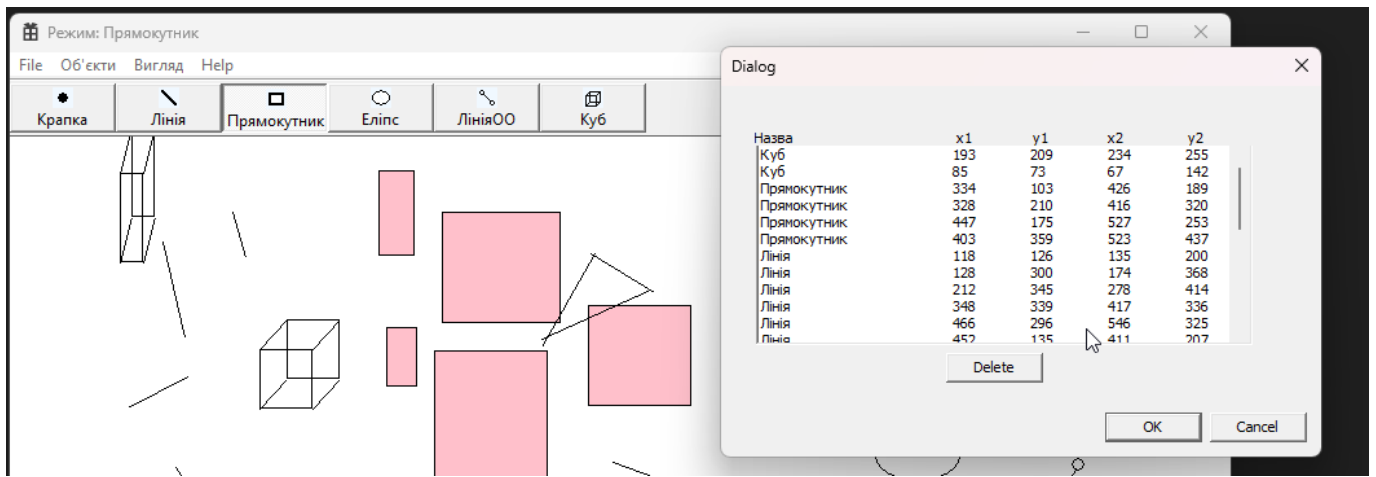 Режим: Прямокутник
File Об'єкти Вигляд Help
Крапка Лінія Прямокутник Еліпс ЛініяОО Куб
Dialog
Назва x1 y1 x2 y2
Куб 193 209 234 255
Куб 85 73 67 142
Прямокутник 334 103 426 189
Прямокутник 328 210 416 320
Прямокутник 447 175 527 253
Прямокутник 403 359 523 437
Лінія 118 126 135 200
Лінія 128 300 174 368
Лінія 212 345 278 414
Лінія 348 339 417 336
Лінія 466 296 546 325
Лінія 452 135 411 207
Delete
OK Cancel